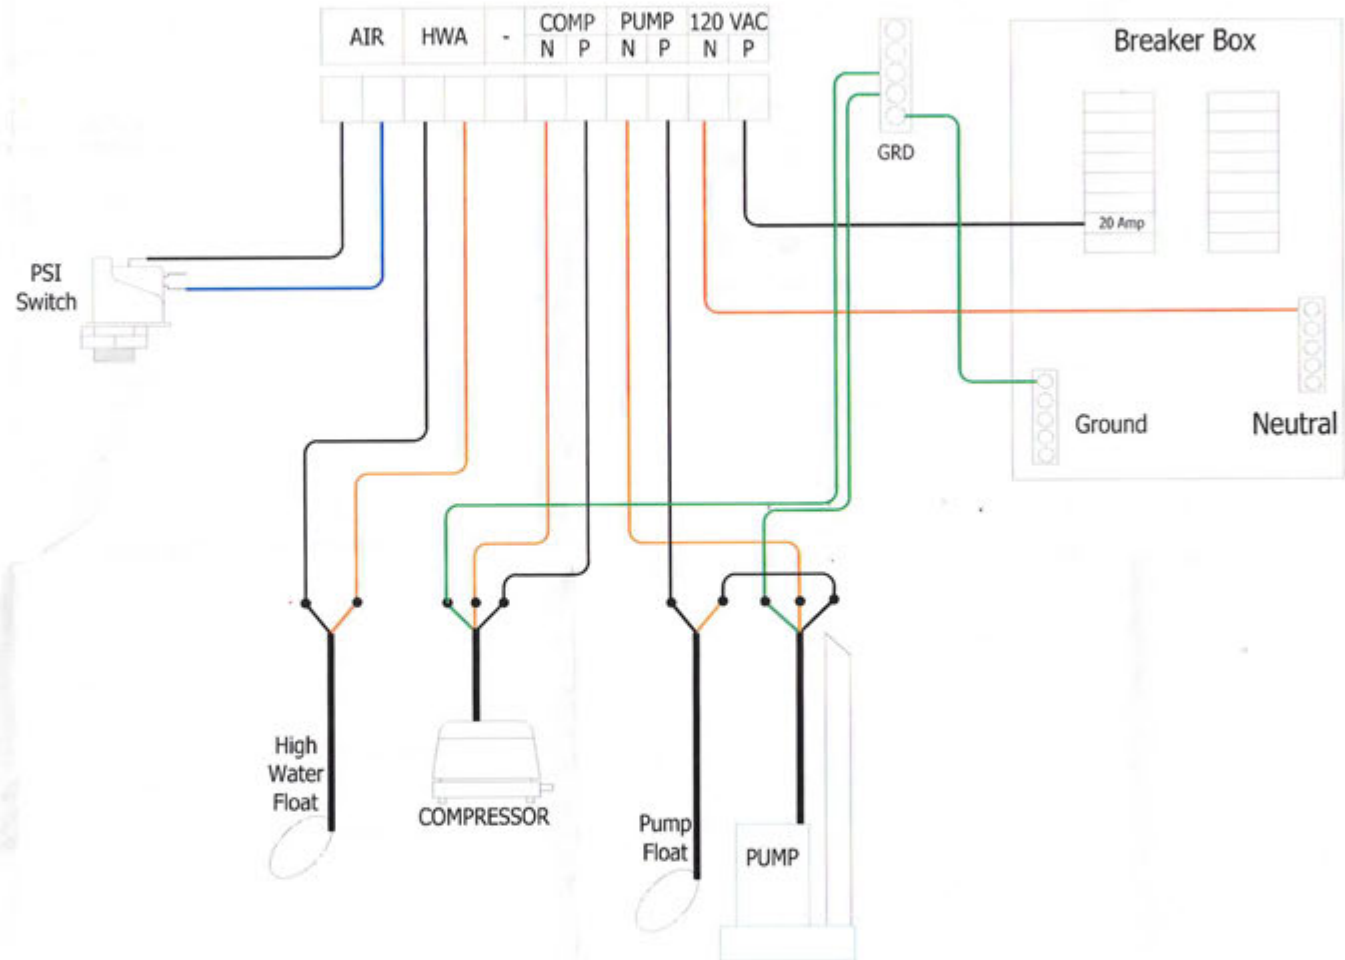 AIR HWA - COMP PUMP 120 VAC
N P N P N P
Breaker Box
GRD
20 Amp
PSI
Switch
Ground
Neutral
High
Water
Float
COMPRESSOR
Pump
Float
PUMP